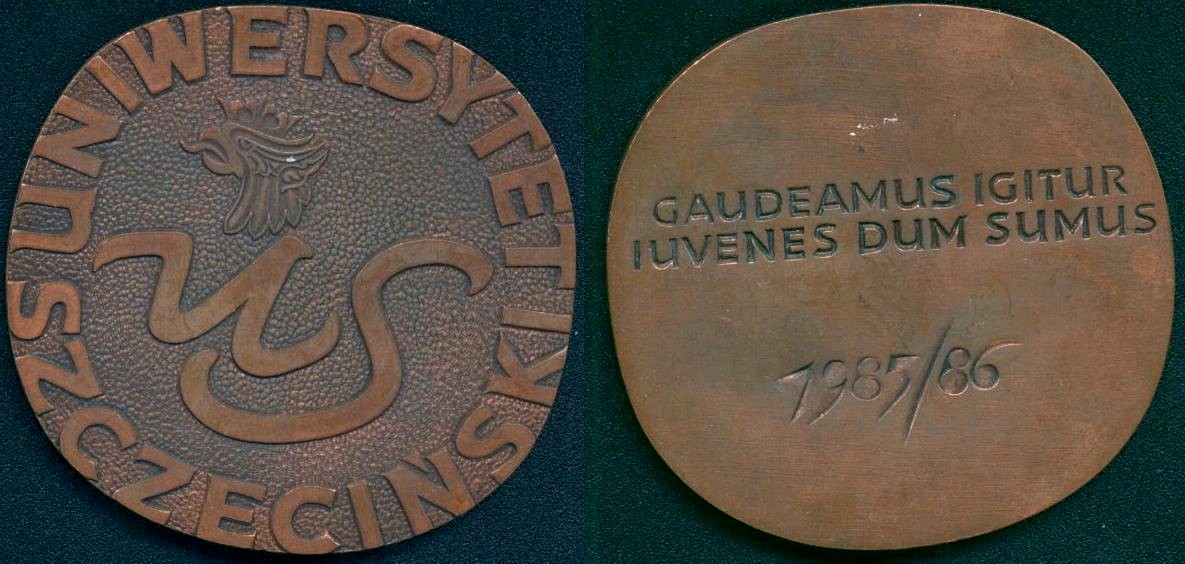 UNIWERSYTET
SZCZECIŃSKI
US
GAUDEAMUS IGITUR
IUVENES DUM SUMUS
1985/86